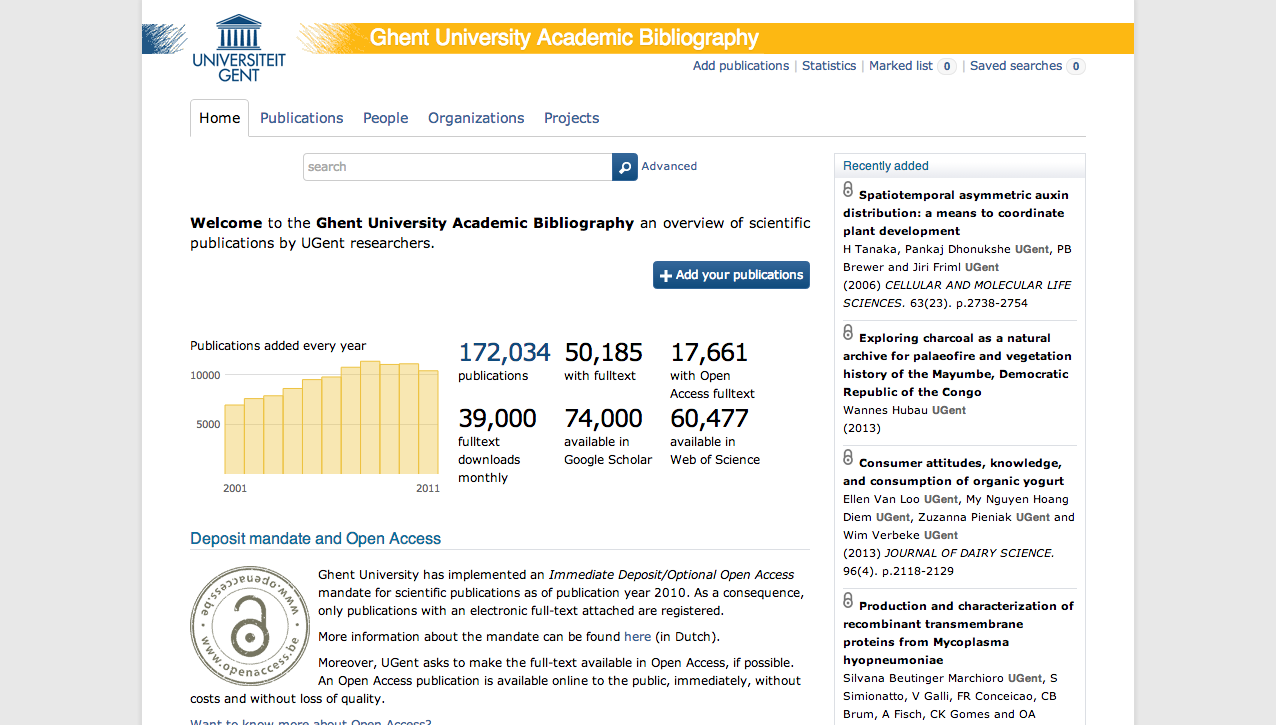 UNIVERSITEIT
GENT
Ghent University Academic Bibliography
Add publications | Statistics | Marked list 0 | Saved searches 0
Home Publications People Organizations Projects
search
Advanced
Welcome to the Ghent University Academic Bibliography an overview of scientific
publications by UGent researchers.
Add your publications
Publications added every year
10000
5000
2001 2011
172,034
publications
50,185
with fulltext
17,661
with Open
Access fulltext
39,000
fulltext
downloads
monthly
74,000
available in
Google Scholar
60,477
available in
Web of Science
Deposit mandate and Open Access
www.openaccess.be
www.openaccess.be
Ghent University has implemented an Immediate Deposit/Optional Open Access
mandate for scientific publications as of publication year 2010. As a consequence,
only publications with an electronic full-text attached are registered.
More information about the mandate can be found here (in Dutch).
Moreover, UGent asks to make the full-text available in Open Access, if possible.
An Open Access publication is available online to the public, immediately, without
costs and without loss of quality.
Want to know more about Open Access?
Recently added
Spatiotemporal asymmetric auxin
distribution: a means to coordinate
plant development
H Tanaka, Pankaj Dhonukshe UGent, PB
Brewer and Jiri Friml UGent
(2006) CELLULAR AND MOLECULAR LIFE
SCIENCES. 63(23). p.2738-2754
Exploring charcoal as a natural
archive for palaeofire and vegetation
history of the Mayumbe, Democratic
Republic of the Congo
Wannes Hubau UGent
(2013)
Consumer attitudes, knowledge,
and consumption of organic yogurt
Ellen Van Loo UGent, My Nguyen Hoang
Diem UGent, Zuzanna Pieniak UGent and
Wim Verbeke UGent
(2013) JOURNAL OF DAIRY SCIENCE.
96(4). p.2118-2129
Production and characterization of
recombinant transmembrane
proteins from Mycoplasma
hyopneumoniae
Silvana Beutinger Marchioro UGent, S
Simionatto, V Galli, FR Conceicao, CB
Brum, A Fisch, CK Gomes and OA